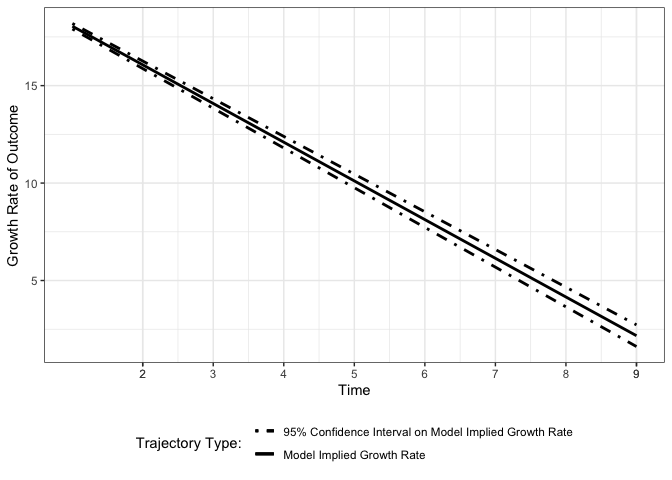 Growth Rate of Outcome
15
10
5
2 3 4 5 6 7 8 9
Time
Trajectory Type:
95% Confidence Interval on Model Implied Growth Rate
Model Implied Growth Rate